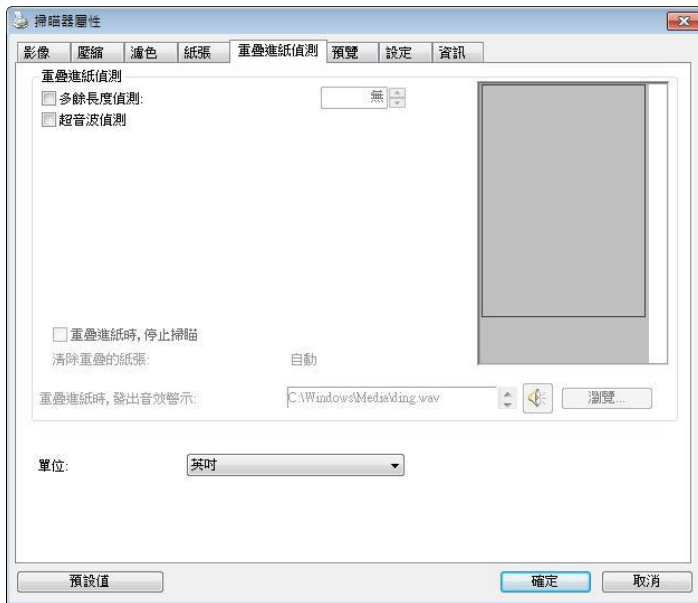 掃瞄器屬性
影像 壓縮 濾色 紙張 重疊進紙偵測 預覽 設定 資訊
重疊進紙偵測
多餘長度偵測: 無
超音波偵測
重疊進紙時, 停止掃瞄
清除重疊的紙張: 自動
重疊進紙時, 發出音效警示: C:\Windows\Media\ding.wav 瀏覽...
單位: 英吋
預設值 確定 取消